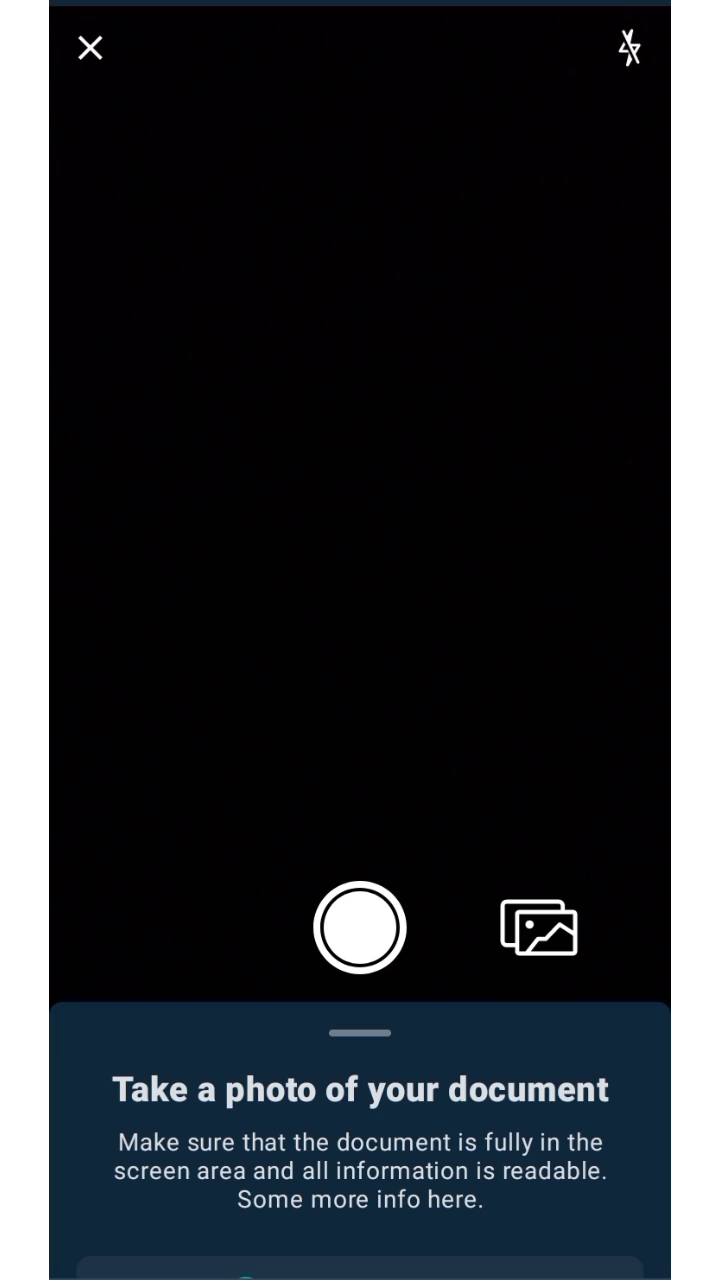 Take a photo of your document
Make sure that the document is fully in the
screen area and all information is readable.
Some more info here.